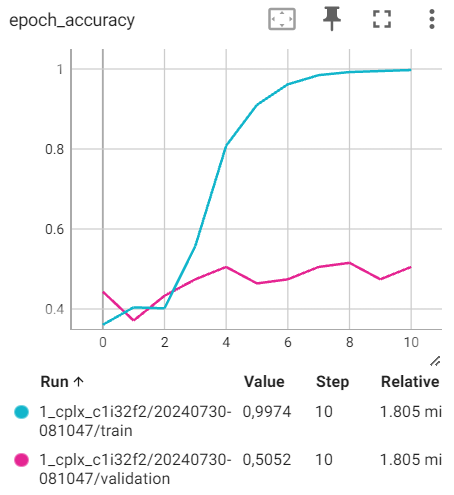 epoch_accuracy
1
0.8
0.6
0.4
0 2 4 6 8 10
Run ↑ Value Step Relative
1_cplx_c1i32f2/20240730- 0,9974 10 1.805 mi
081047/train
1_cplx_c1i32f2/20240730- 0,5052 10 1.805 mi
081047/validation